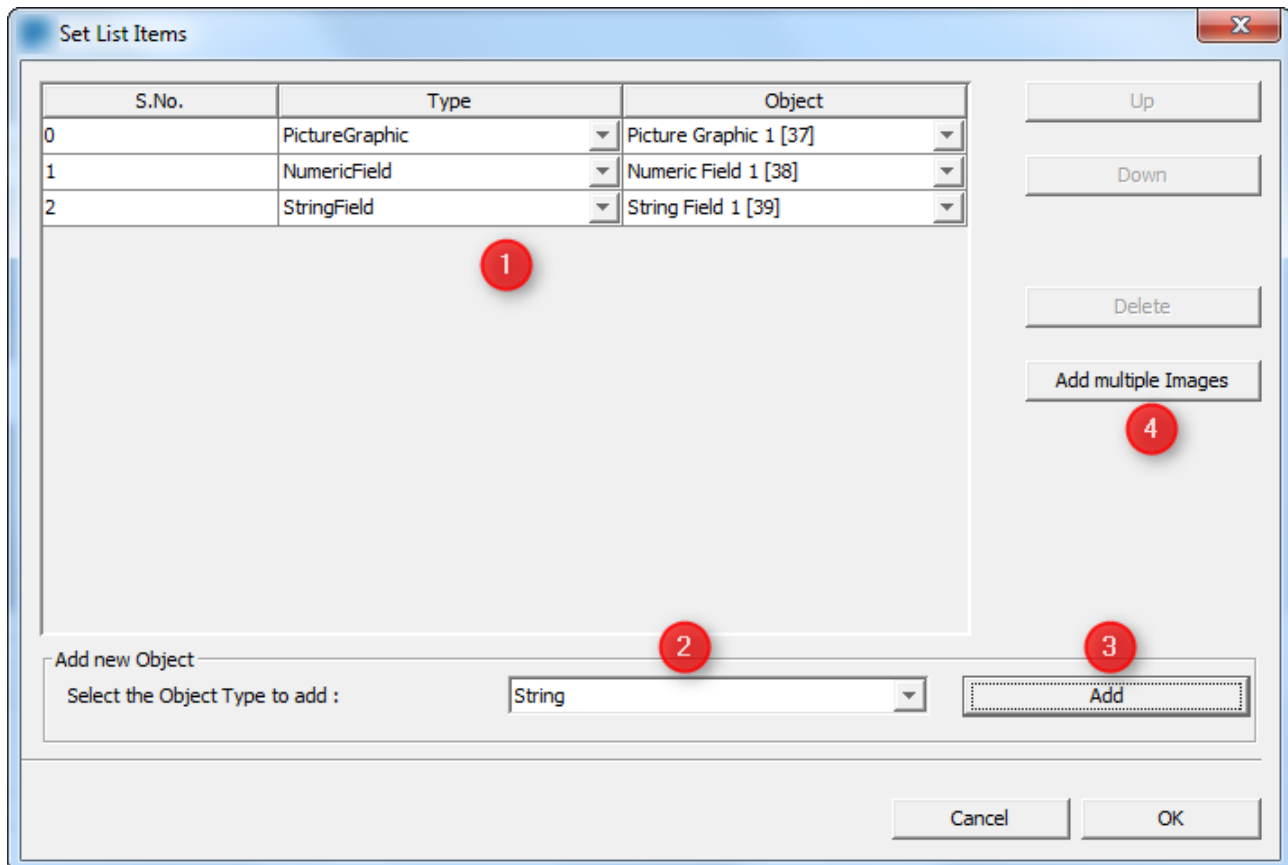 Set List Items
S.No. Type Object Up
0 PictureGraphic Picture Graphic 1 [37]
1 NumericField Numeric Field 1 [38] Down
2 StringField String Field 1 [39]
1
Delete
Add multiple Images
4
2 3
Add new Object
Select the Object Type to add : String Add
Cancel OK